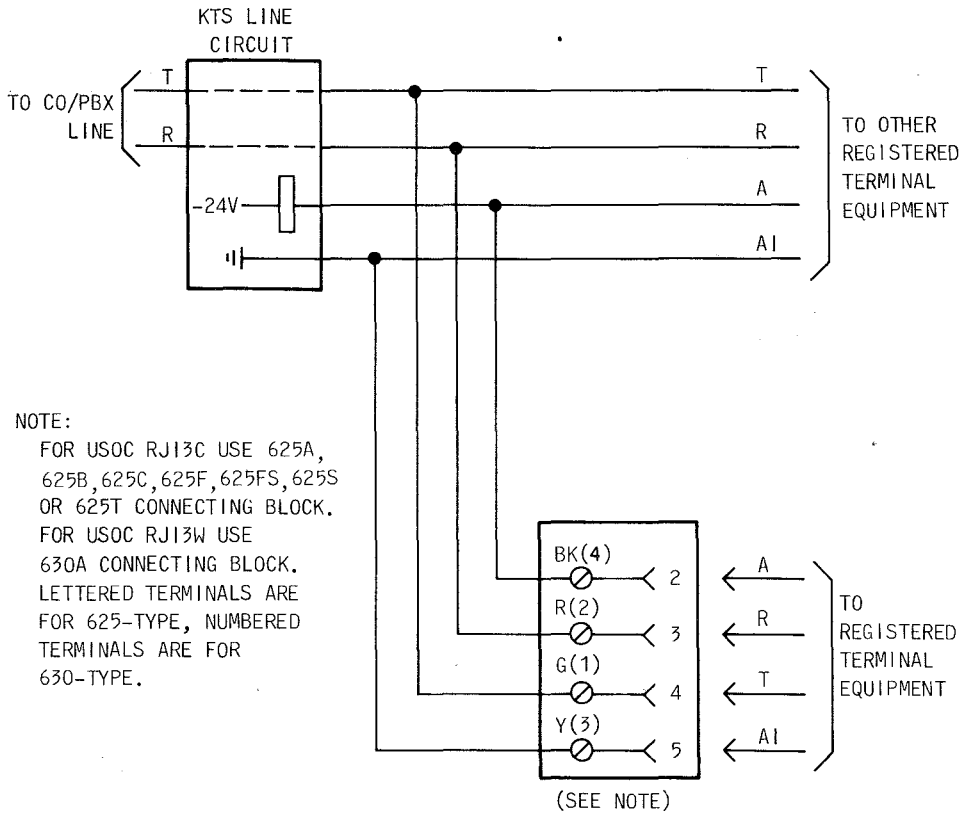 KTS LINE
CIRCUIT
TO CO/PBX
LINE
T
R
-24V
T
R
A
A1
TO OTHER
REGISTERED
TERMINAL
EQUIPMENT
NOTE:
FOR USOC RJ13C USE 625A,
625B,625C,625F,625FS,625S
OR 625T CONNECTING BLOCK.
FOR USOC RJ13W USE
630A CONNECTING BLOCK.
LETTERED TERMINALS ARE
FOR 625-TYPE, NUMBERED
TERMINALS ARE FOR
630-TYPE.
BK(4)
2
A
R(2)
3
R
G(1)
4
T
Y(3)
5
A1
TO
REGISTERED
TERMINAL
EQUIPMENT
(SEE NOTE)